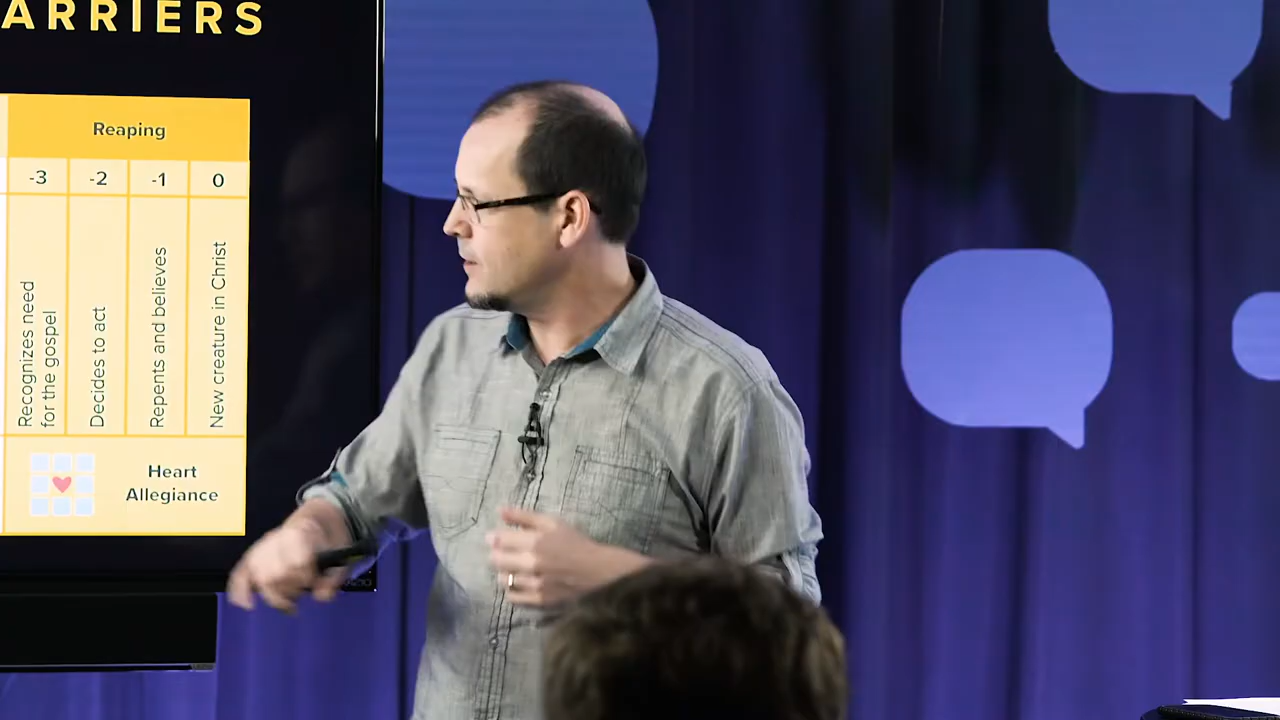 ARRIERS
Reaping
-3 -2 -1 0
Recognizes need
for the gospel
Decides to act
Repents and believes
New creature in Christ
Heart
Allegiance